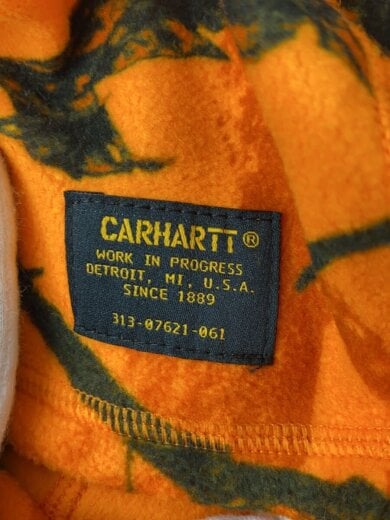 CARHARTT®
WORK IN PROGRESS
DETROIT, MI, U.S.A.
SINCE 1889
313-07621-061